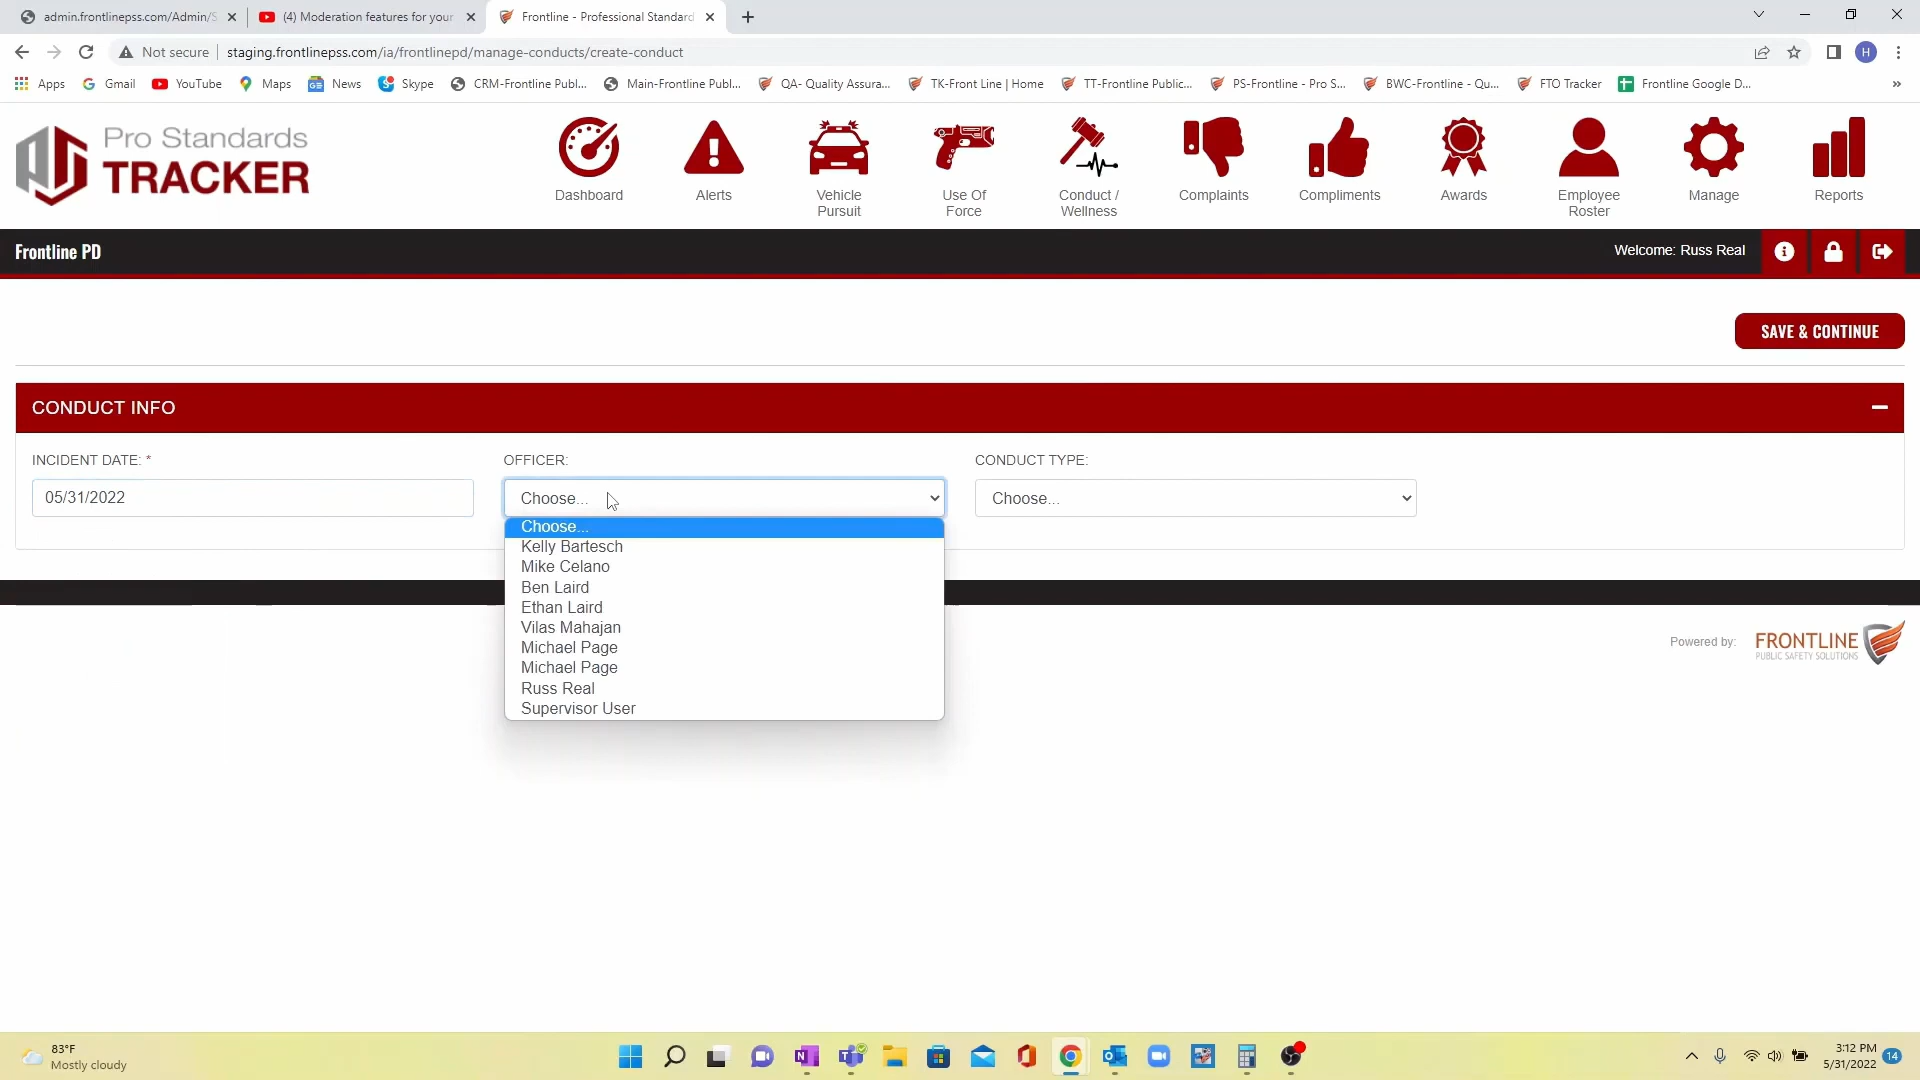 admin.frontlinepss.com/Admin/S
(4) Moderation features for your
Frontline - Professional Standard
Not secure
staging.frontlinepss.com/ia/frontlinepd/manage-conducts/create-conduct
H
Apps
Gmail
YouTube
Maps
News
Skype
CRM-Frontline Publ...
Main-Frontline Publ...
QA- Quality Assura...
TK-Front Line | Home
TT-Frontline Public...
PS-Frontline - Pro S...
BWC-Frontline - Qu...
FTO Tracker
Frontline Google D...
»
Pro Standards
TRACKER
Dashboard
Alerts
Vehicle
Pursuit
Use Of
Force
Conduct /
Wellness
Complaints
Compliments
Awards
Employee
Roster
Manage
Reports
Frontline PD
Welcome: Russ Real
SAVE & CONTINUE
CONDUCT INFO
INCIDENT DATE: *
05/31/2022
OFFICER:
Choose...
CONDUCT TYPE:
Choose...
Choose...
Kelly Bartesch
Mike Celano
Ben Laird
Ethan Laird
Vilas Mahajan
Michael Page
Michael Page
Russ Real
Supervisor User
Powered by:
FRONTLINE
PUBLIC SAFETY SOLUTIONS
83°F
Mostly cloudy
3:12 PM
5/31/2022
14